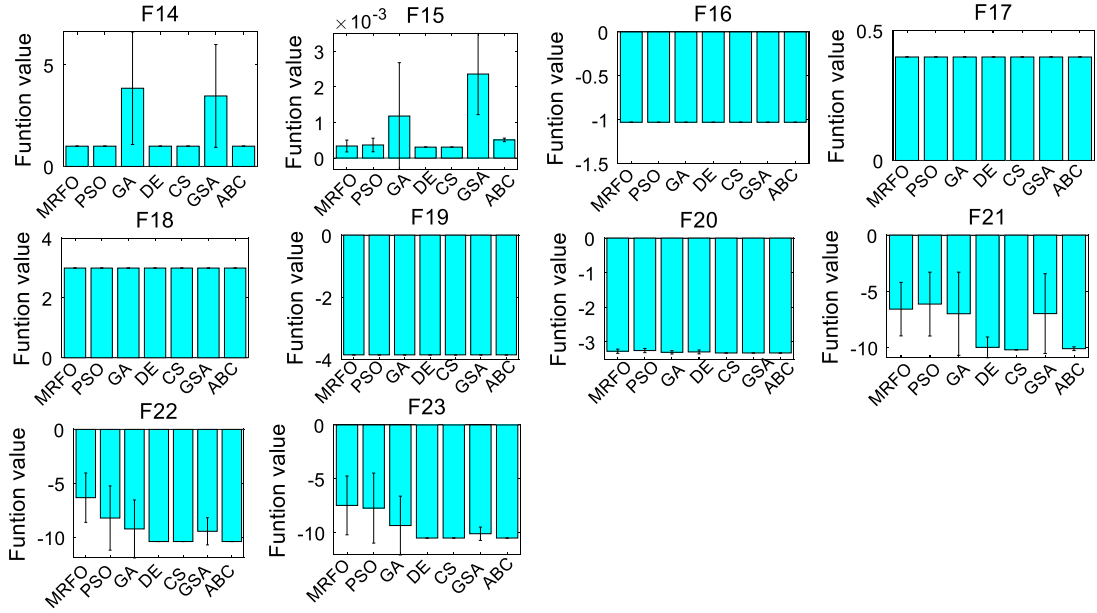 F14
Funtion value
5
0
MRFO
PSO
GA
DE
CS
GSA
ABC
F15
×10-3
Funtion value
3
2
1
0
MRFO
PSO
GA
DE
CS
GSA
ABC
F16
Funtion value
0
-0.5
-1
-1.5
MRFO
PSO
GA
DE
CS
GSA
ABC
F17
Funtion value
0.5
0
MRFO
PSO
GA
DE
CS
GSA
ABC
F18
Funtion value
4
2
0
MRFO
PSO
GA
DE
CS
GSA
ABC
F19
Funtion value
0
-2
-4
MRFO
PSO
GA
DE
CS
GSA
ABC
F20
Funtion value
0
-1
-2
-3
MRFO
PSO
GA
DE
CS
GSA
ABC
F21
Funtion value
0
-5
-10
MRFO
PSO
GA
DE
CS
GSA
ABC
F22
Funtion value
0
-5
-10
MRFO
PSO
GA
DE
CS
GSA
ABC
F23
Funtion value
0
-5
-10
MRFO
PSO
GA
DE
CS
GSA
ABC